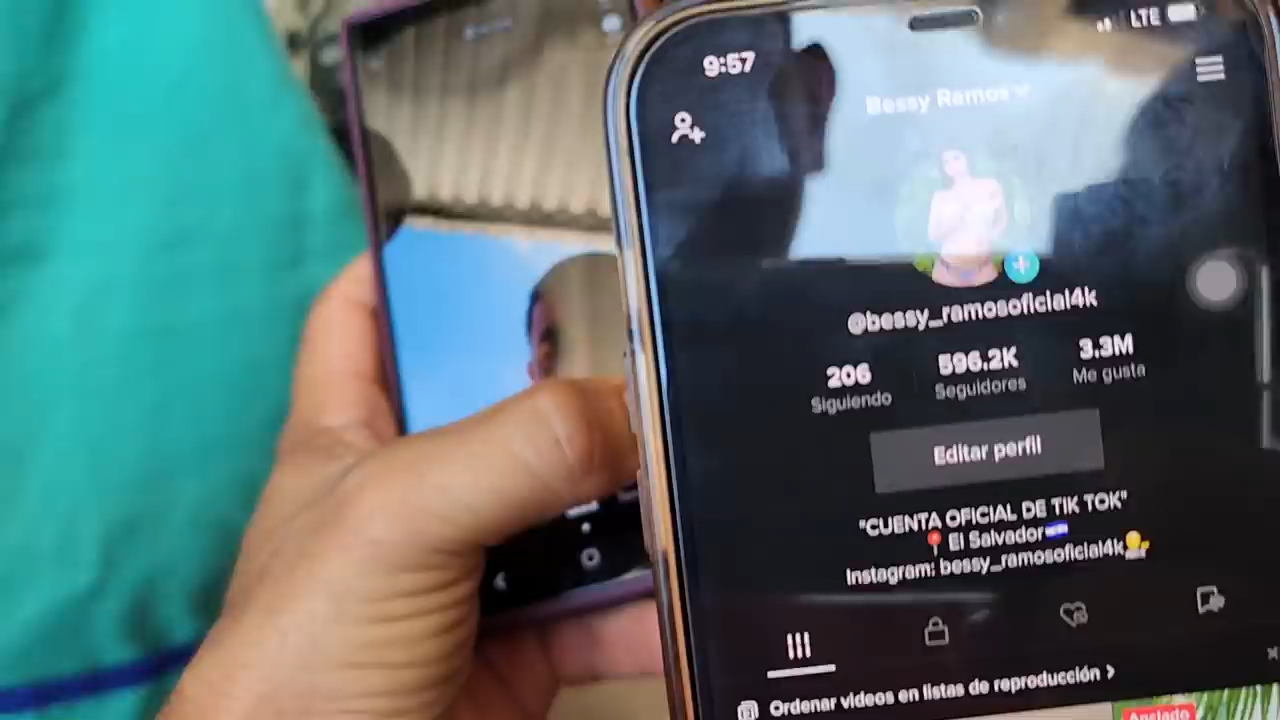 9:57
LTE
Bessy Ramos
@bessy_ramosoficial4k
206
Siguiendo
596.2K
Seguidores
3.3M
Me gusta
Editar perfil
"CUENTA OFICIAL DE TIK TOK"
📍 El Salvador🇸🇻
Instagram: bessy_ramosoficial4k💁‍♀️
Ordenar videos en listas de reproducción >
Anclado